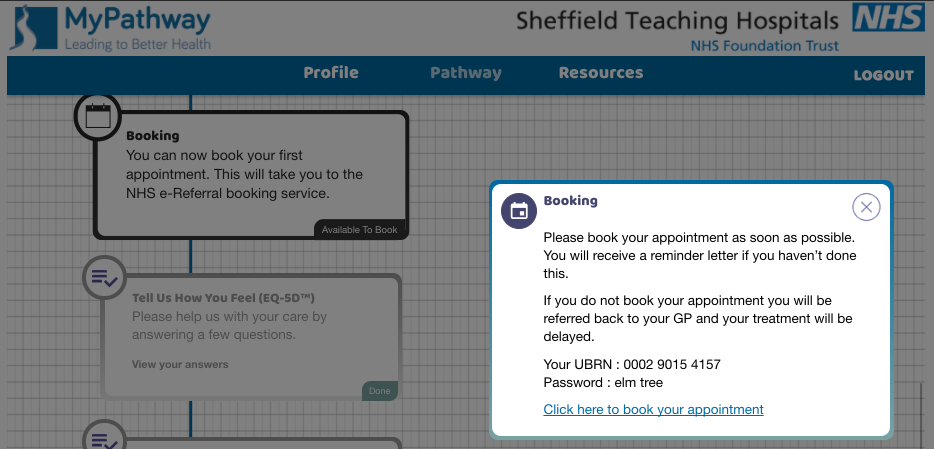 MyPathway
Leading to Better Health
Sheffield Teaching Hospitals
NHS
NHS Foundation Trust
Profile
Pathway
Resources
LOGOUT
Booking
You can now book your first
appointment. This will take you to the
NHS e-Referral booking service.
Available To Book
Tell Us How You Feel (EQ-5D™)
Please help us with your care by
answering a few questions.
View your answers
Done
Booking
Please book your appointment as soon as possible.
You will receive a reminder letter if you haven't done
this.
If you do not book your appointment you will be
referred back to your GP and your treatment will be
delayed.
Your UBRN : 0002 9015 4157
Password : elm tree
Click here to book your appointment